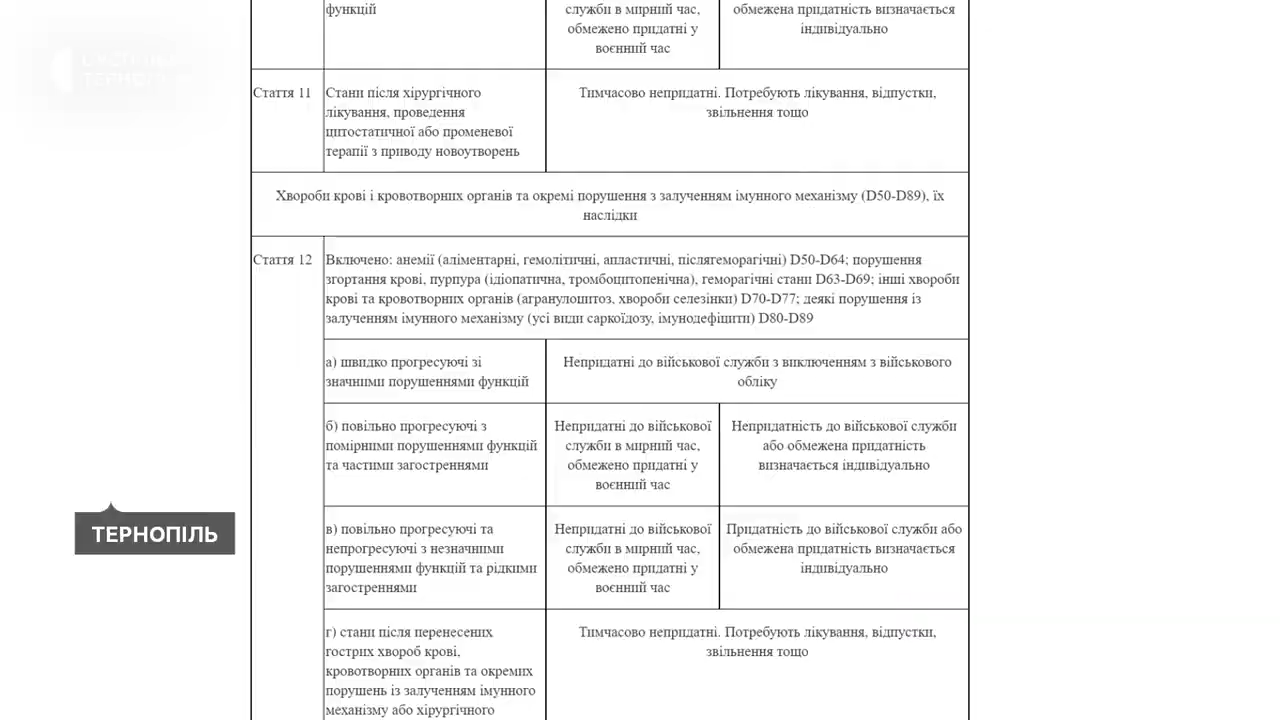 функцій
служби в мирний час,
обмежено придатні у
воєнний час
обмежена придатність визначається
індивідуально
Стаття 11
Стани після хірургічного
лікування, проведення
цитостатичної або променевої
терапії з приводу новоутворень
Тимчасово непридатні. Потребують лікування, відпустки,
звільнення тощо
Хвороби крові і кровотворних органів та окремі порушення з залученням імунного механізму (D50-D89), їх
наслідки
Стаття 12
Включено: анемії (аліментарні, гемолітичні, апластичні, післягеморагічні) D50-D64; порушення
згортання крові, пурпура (ідіопатична, тромбоцитопенічна), геморагічні стани D63-D69; інші хвороби
крові та кровотворних органів (агранулоцитоз, хвороби селезінки) D70-D77; деякі порушення із
залученням імунного механізму (усі види саркоїдозу, імунодефіцити) D80-D89
а) швидко прогресуючі зі
значними порушеннями функцій
Непридатні до військової служби з виключенням з військового
обліку
б) повільно прогресуючі з
помірними порушеннями функцій
та частими загостреннями
Непридатні до військової
служби в мирний час,
обмежено придатні у
воєнний час
Непридатність до військової служби
або обмежена придатність
визначається індивідуально
в) повільно прогресуючі та
непрогресуючі з незначними
порушеннями функцій та рідкими
загостреннями
Непридатні до військової
служби в мирний час,
обмежено придатні у
воєнний час
Придатність до військової служби або
обмежена придатність визначається
індивідуально
г) стани після перенесених
гострих хвороб крові,
кровотворних органів та окремих
порушень із залученням імунного
механізму або хірургічного
Тимчасово непридатні. Потребують лікування, відпустки,
звільнення тощо
ТЕРНОПІЛЬ